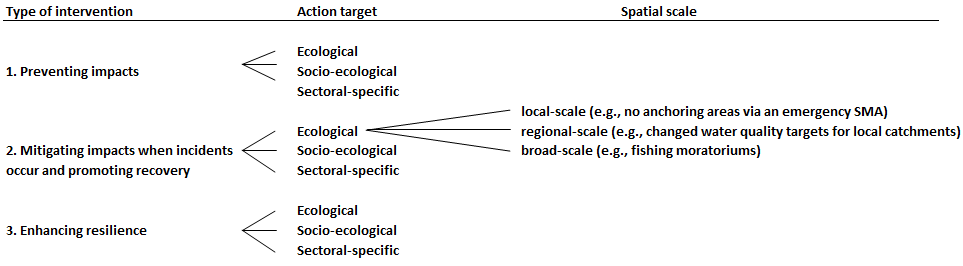 Type of intervention Action target Spatial scale
Ecological
1. Preventing impacts Socio-ecological
Sectoral-specific
local-scale (e.g., no anchoring areas via an emergency SMA)
Ecological regional-scale (e.g., changed water quality targets for local catchments)
2. Mitigating impacts when incidents Socio-ecological broad-scale (e.g., fishing moratoriums)
occur and promoting recovery Sectoral-specific
Ecological
3. Enhancing resilience Socio-ecological
Sectoral-specific